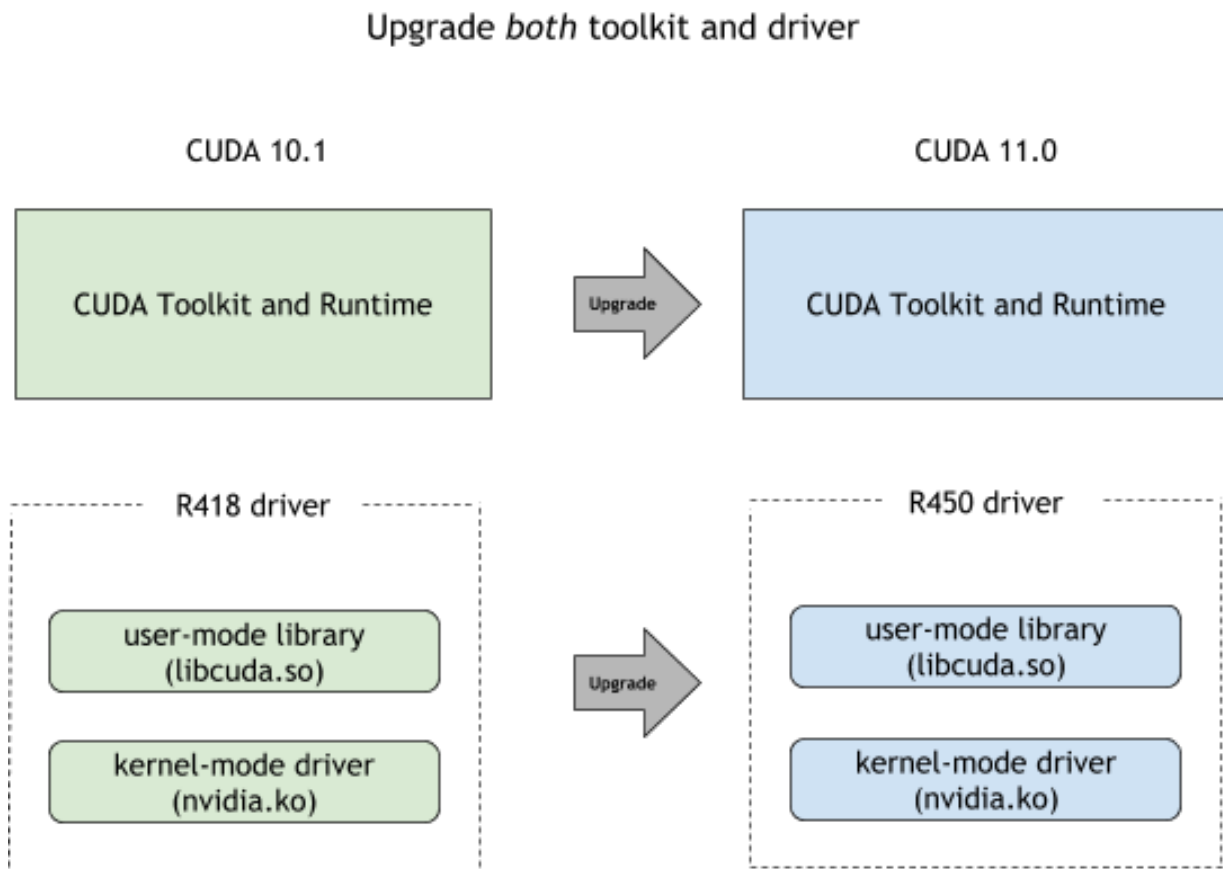 Upgrade both toolkit and driver
CUDA 10.1
CUDA 11.0
CUDA Toolkit and Runtime
Upgrade
CUDA Toolkit and Runtime
R418 driver
R450 driver
user-mode library
(libcuda.so)
Upgrade
user-mode library
(libcuda.so)
kernel-mode driver
(nvidia.ko)
kernel-mode driver
(nvidia.ko)